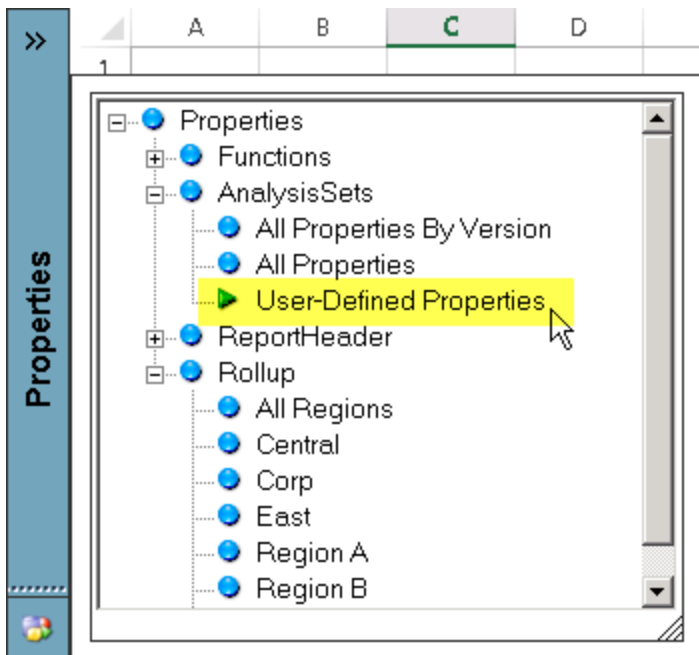 »
A B C D
1
Properties
Properties
Functions
AnalysisSets
All Properties By Version
All Properties
User-Defined Properties
ReportHeader
Rollup
All Regions
Central
Corp
East
Region A
Region B